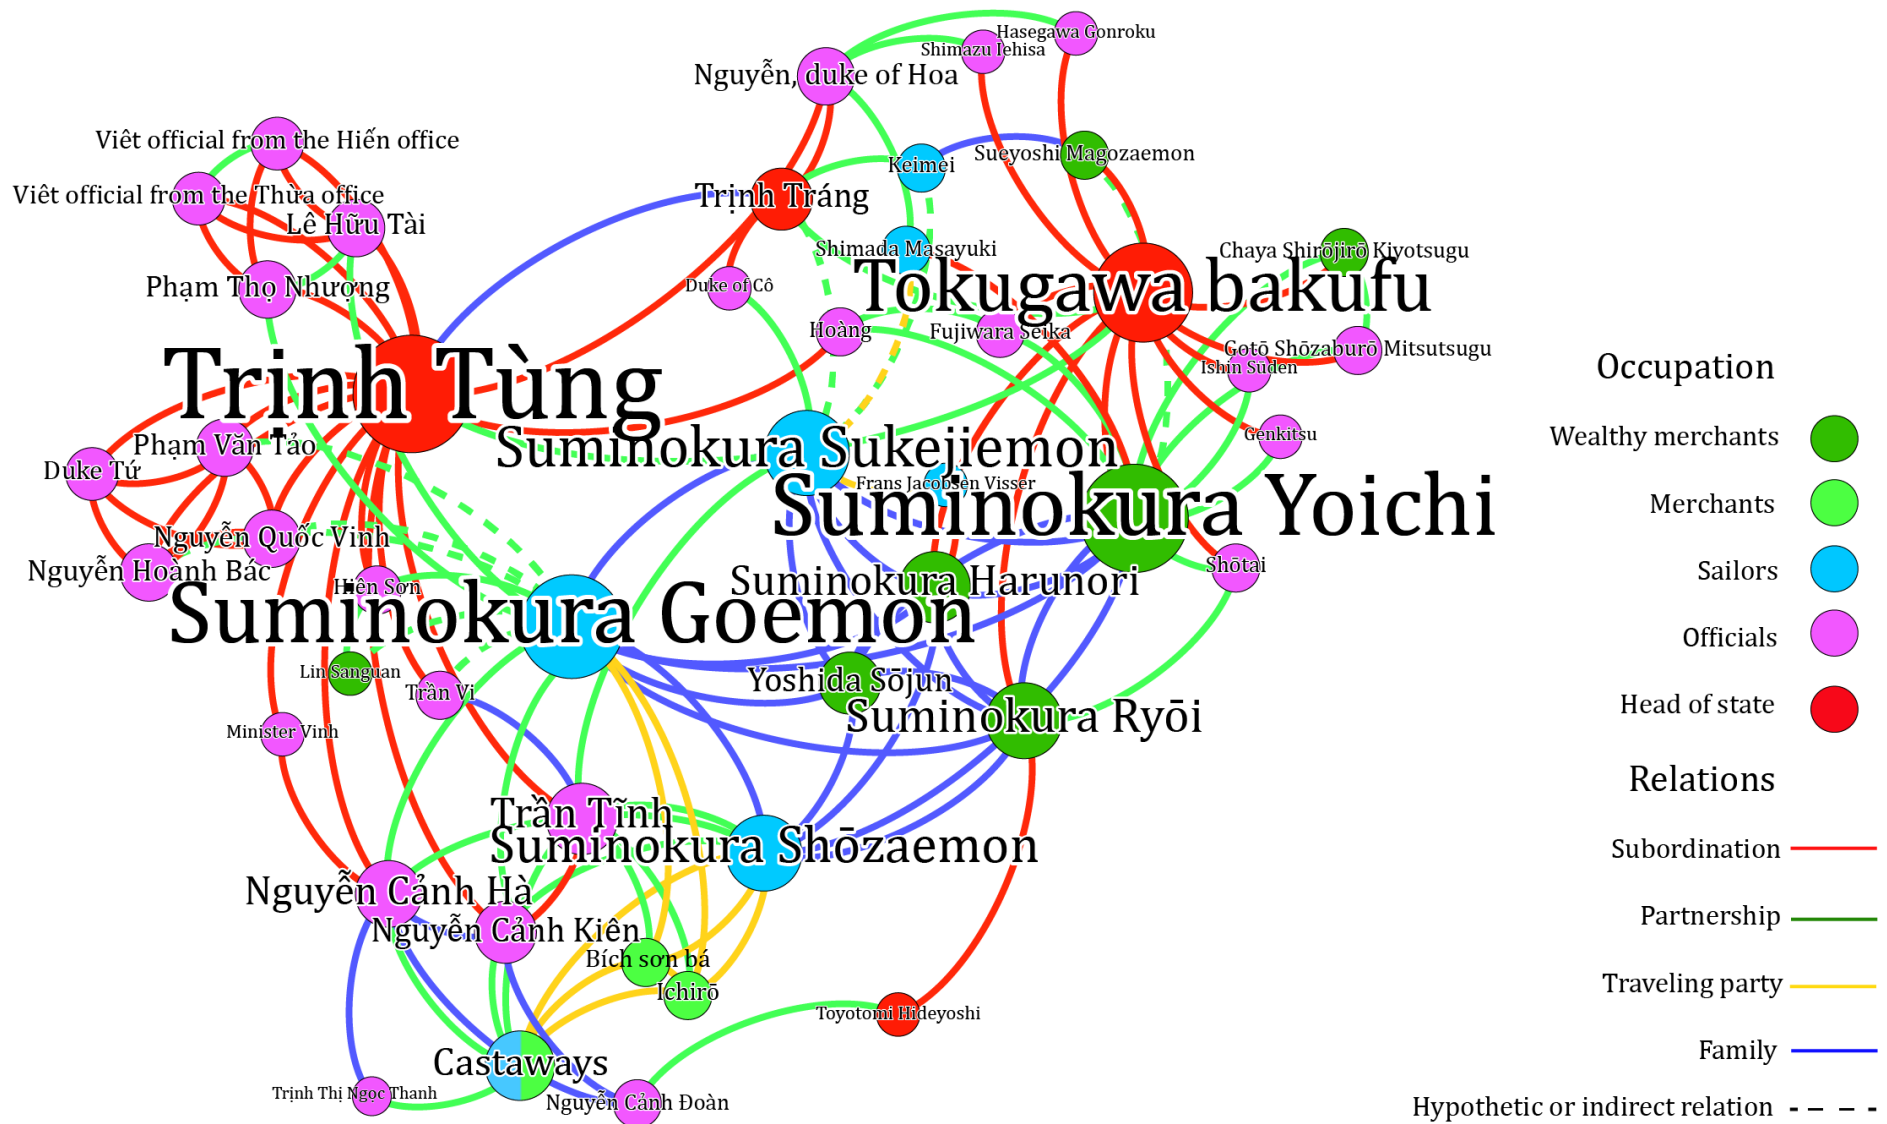 Hasegawa Gonroku
Shimazu Iehisa
Nguyễn, duke of Hoa
Viêt official from the Hiến office
Keimei
Sueyoshi Magozaemon
Viêt official from the Thừa office
Trịnh Tráng
Lê Hữu Tài
Shimada Masayuki
Chaya Shirōjirō Kiyotsugu
Phạm Thọ Nhượng
Duke of Cô
Tokugawa bakufu
Hoàng
Fujiwara Seika
Gotō Shōzaburō Mitsutsugu
Ishin Sūden
Occupation
Trịnh Tùng
Genkitsu
Wealthy merchants
Phạm Văn Tảo
Suminokura Sukejiemon
Duke Tứ
Frans Jacobsen Visser
Suminokura Yoichi
Merchants
Nguyễn Quốc Vinh
Nguyễn Hoành Bác
Shōtai
Sailors
Hiên Sơn
Suminokura Harunori
Suminokura Goemon
Officials
Lin Sanguan
Trần Vi
Yoshida Sōjun
Suminokura Ryōi
Head of state
Minister Vinh
Relations
Trần Tĩnh
Suminokura Shōzaemon
Subordination
Nguyễn Cảnh Hà
Nguyễn Cảnh Kiên
Partnership
Bích sơn bá
Ichirō
Traveling party
Toyotomi Hideyoshi
Family
Castaways
Trịnh Thị Ngọc Thanh
Nguyễn Cảnh Đoàn
Hypothetic or indirect relation